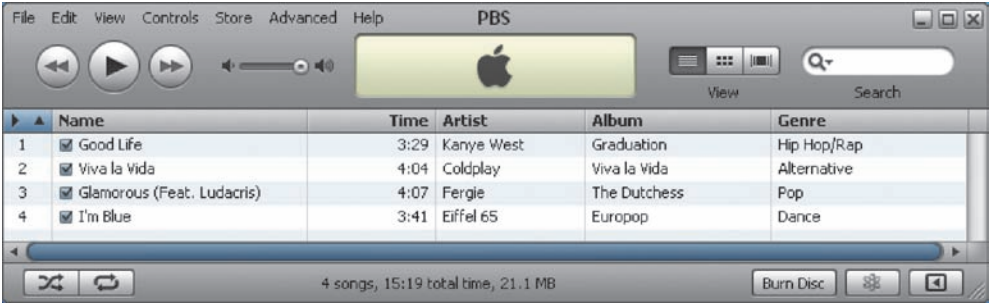 File Edit View Controls Store Advanced Help PBS
View Search
Name Time Artist Album Genre
1 Good Life 3:29 Kanye West Graduation Hip Hop/Rap
2 Viva la Vida 4:04 Coldplay Viva la Vida Alternative
3 Glamorous (Feat. Ludacris) 4:07 Fergie The Dutchess Pop
4 I'm Blue 3:41 Eiffel 65 Europop Dance
4 songs, 15:19 total time, 21.1 MB Burn Disc